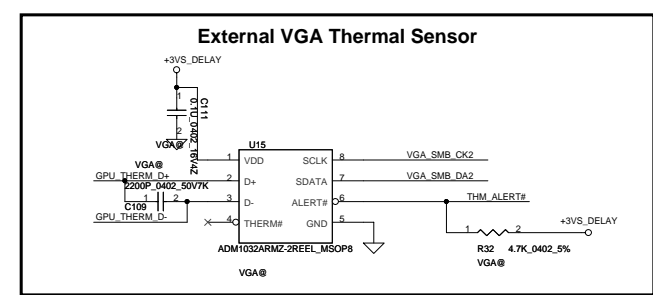 External VGA Thermal Sensor
+3VS_DELAY
1
C111
0.1U_0402_16V4Z
2
VGA@
U15
1 VDD SCLK 8 VGA_SMB_CK2
VGA@
GPU_THERM_D+ 2 D+ SDATA 7 VGA_SMB_DA2
2200P_0402_50V7K
1 2 3 D- ALERT# 6 THM_ALERT#
C109
GPU_THERM_D- 4 THERM# GND 5 +3VS_DELAY
1 2
ADM1032ARMZ-2REEL_MSOP8 R32 4.7K_0402_5%
VGA@
VGA@